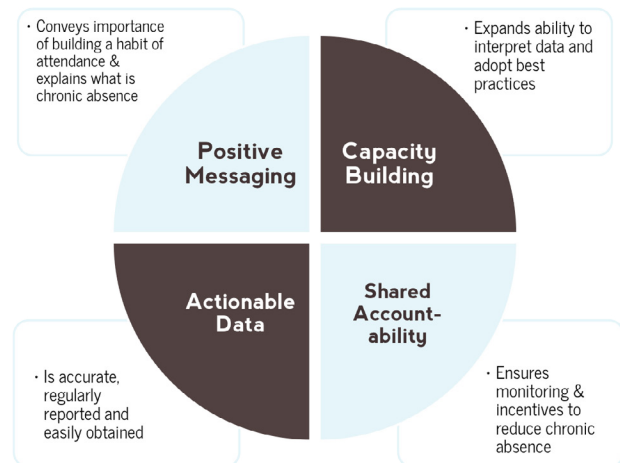 · Conveys importance
of building a habit of
attendance &
explains what is
chronic absence
· Expands ability to
interpret data and
adopt best
practices
Positive
Messaging
Capacity
Building
Actionable
Data
Shared
Account-
ability
· Is accurate,
regularly
reported and
easily obtained
· Ensures
monitoring &
incentives to
reduce chronic
absence